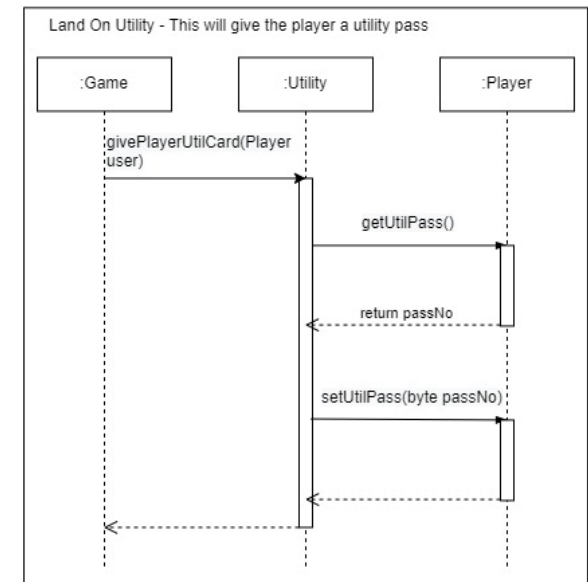 Land On Utility - This will give the player a utility pass
:Game
:Utility
:Player
givePlayerUtilCard(Player
user)
getUtilPass()
return passNo
setUtilPass(byte passNo)